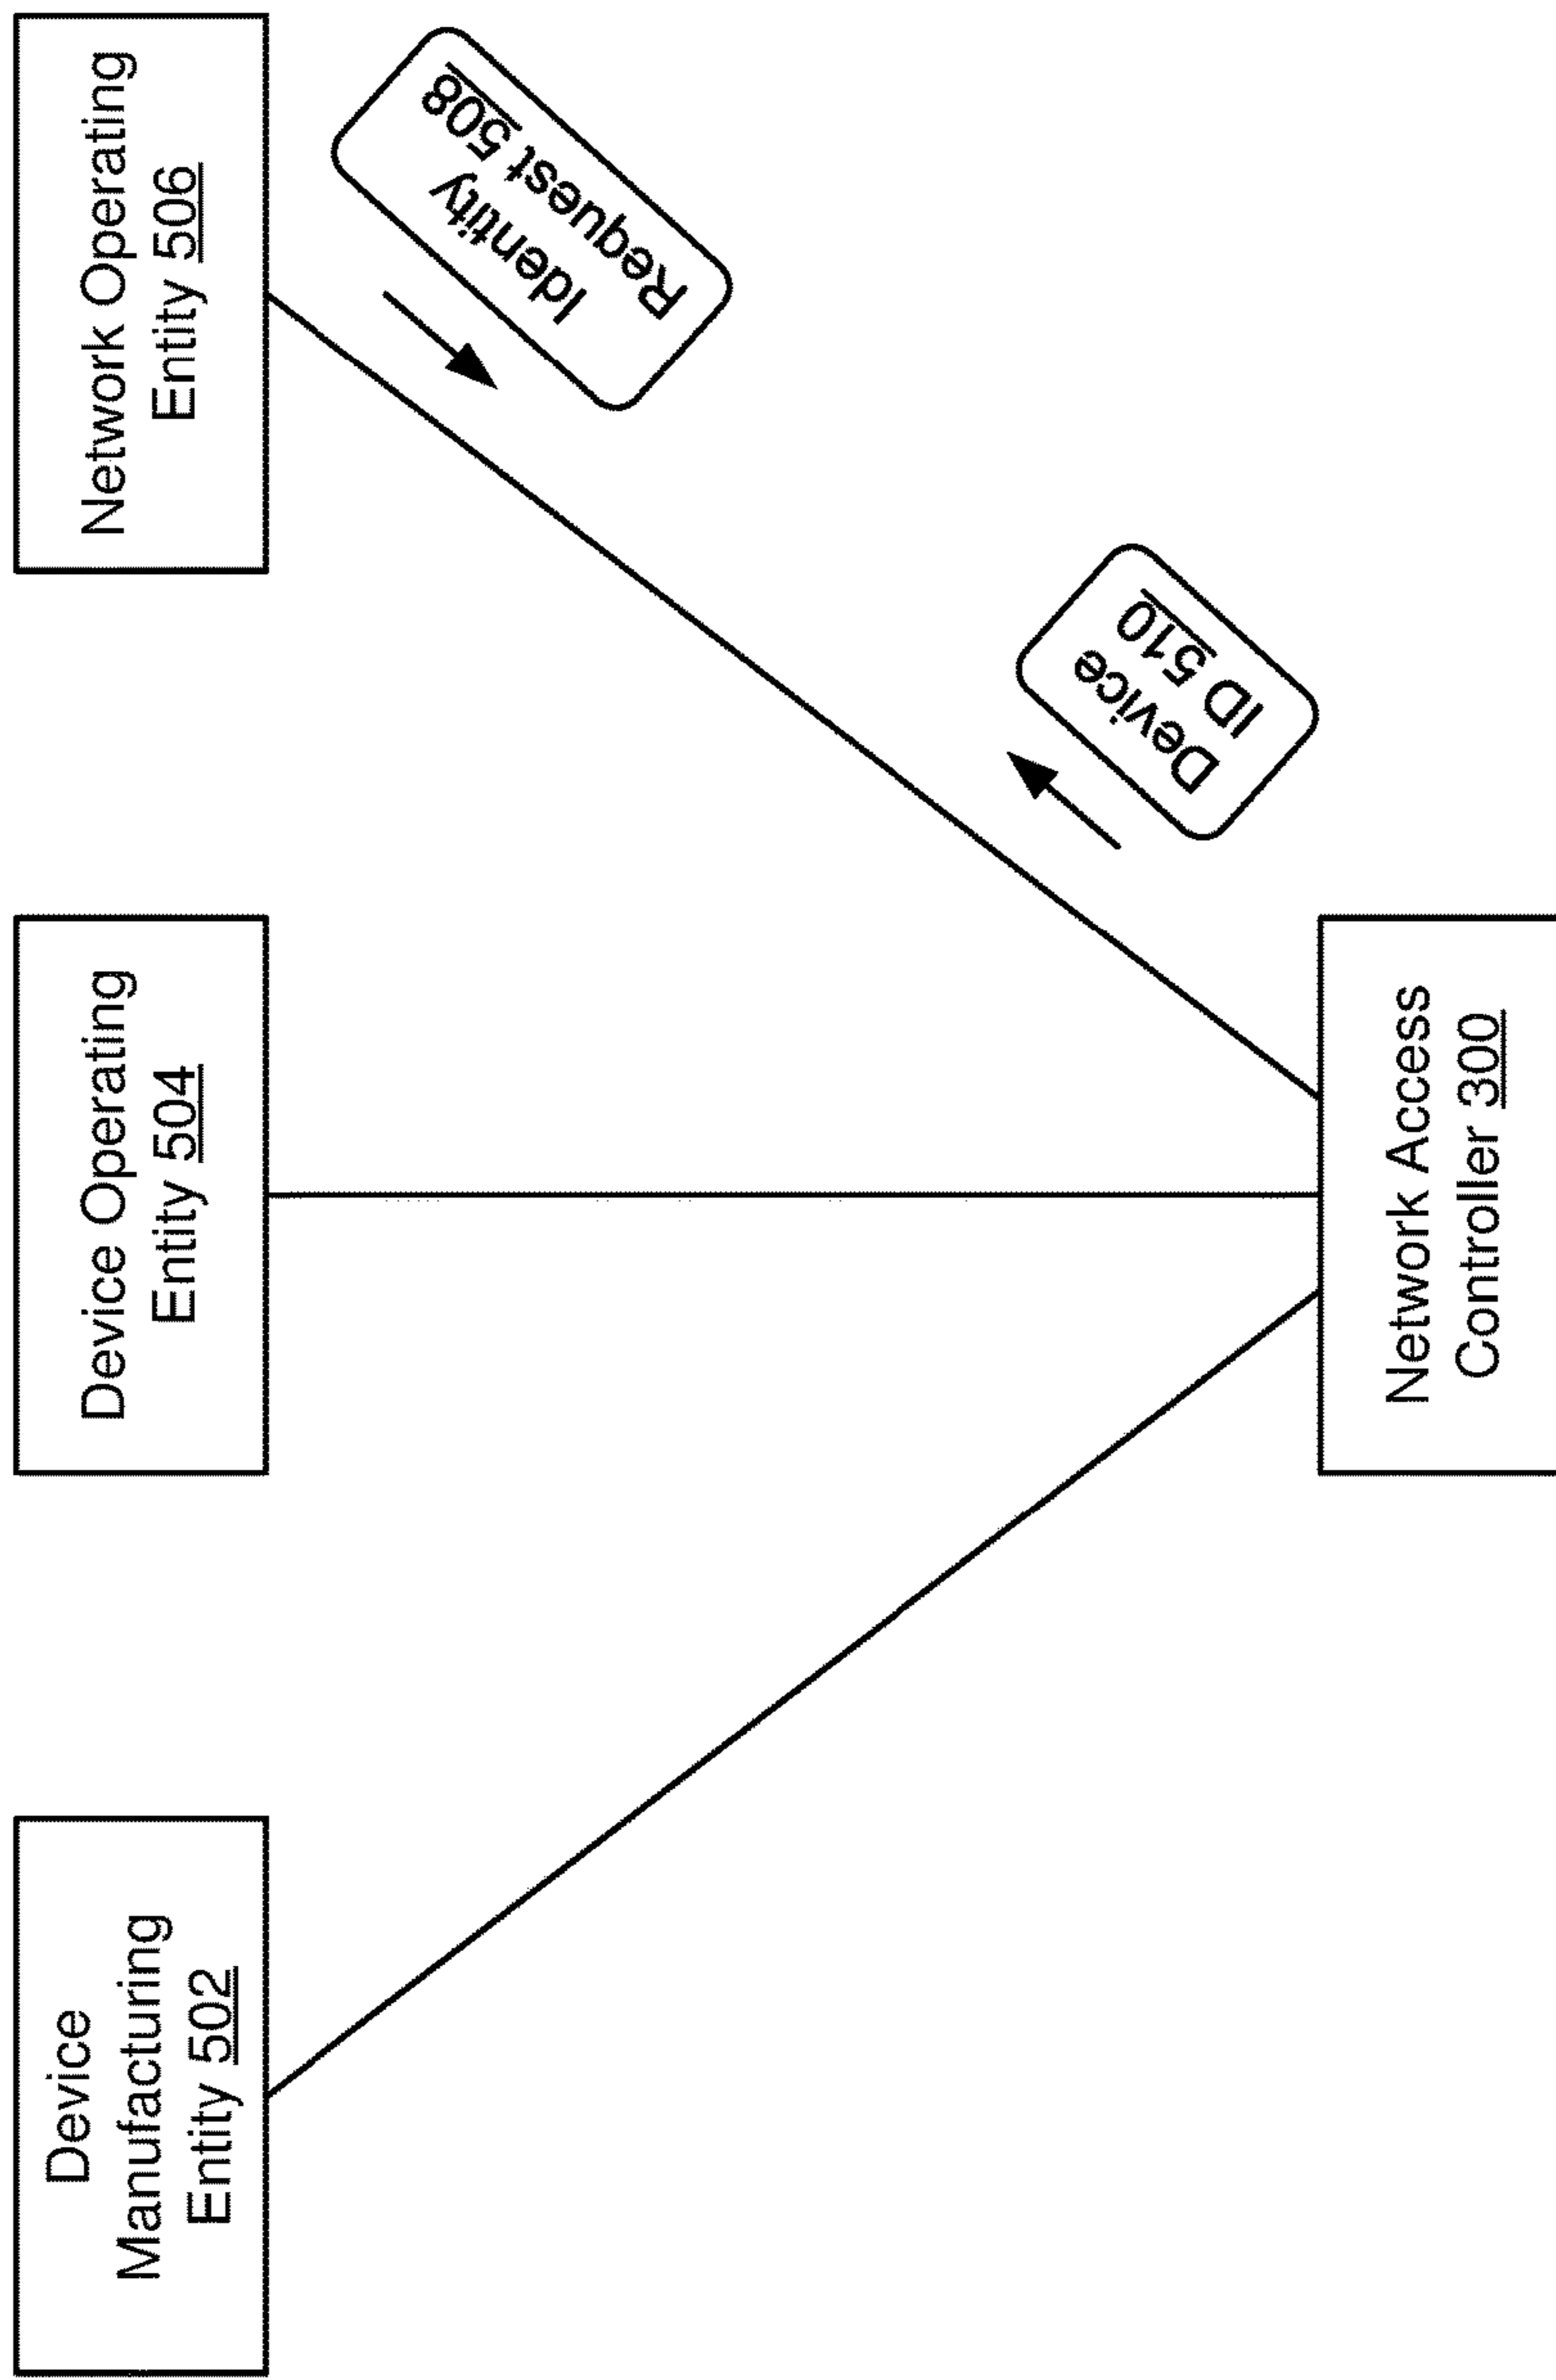 Device
Manufacturing
Entity 502
Device Operating
Entity 504
Network Operating
Entity 506
Identity
Request 508
Device
ID 510
Network Access
Controller 300